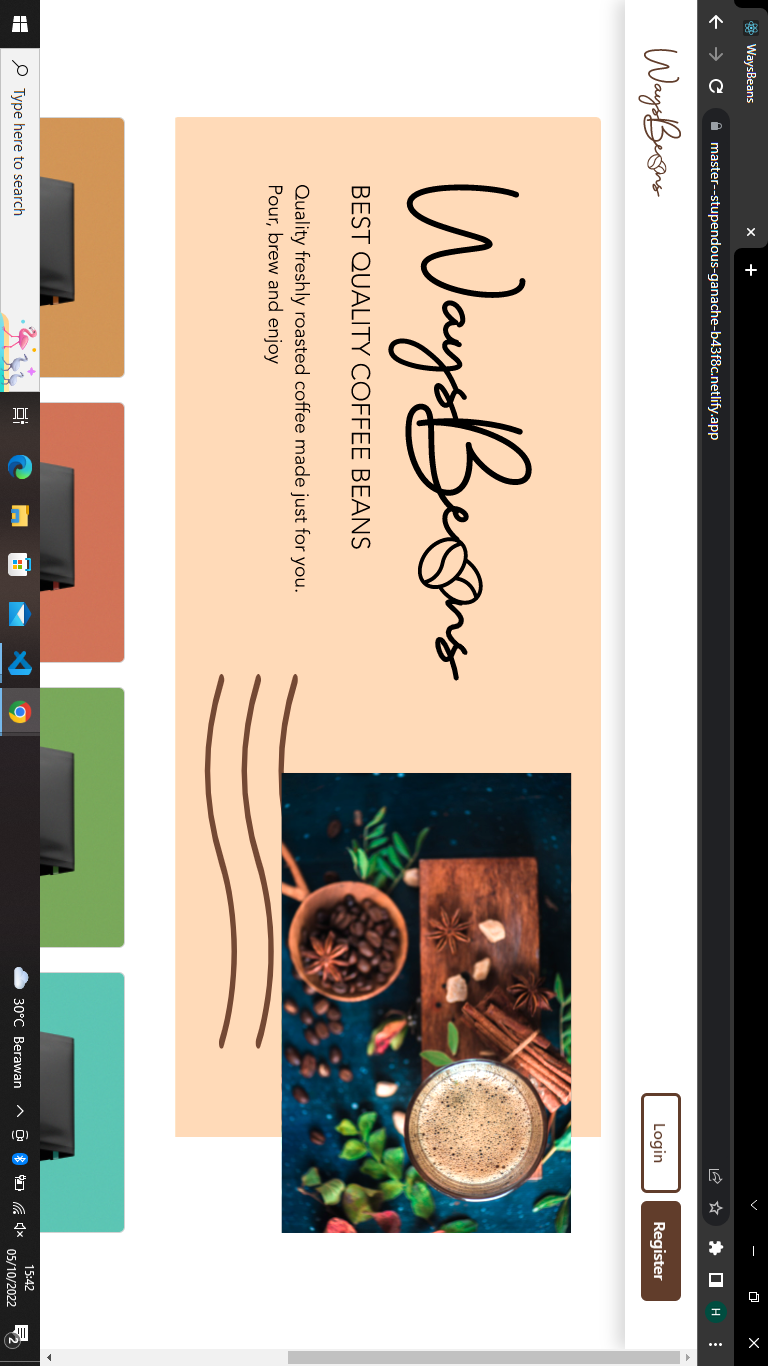 WaysBeans
master--stupendous-ganache-b43f8c.netlify.app
H
WaysBeans
Login
Register
WaysBeans
BEST QUALITY COFFEE BEANS
Quality freshly roasted coffee made just for you.
Pour, brew and enjoy
Type here to search
30°C Berawan
15:42
05/10/2022
2